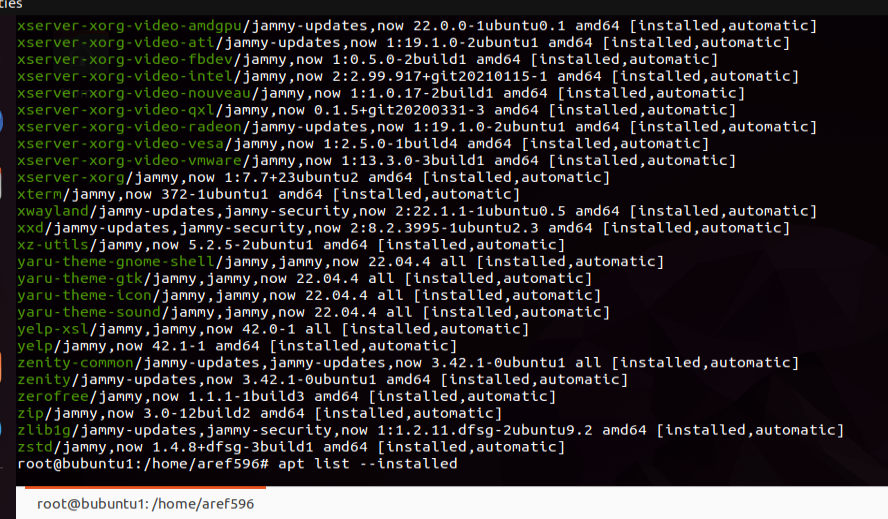 ties
xserver-xorg-video-amdgpu/jammy-updates,now 22.0.0-1ubuntu0.1 amd64 [installed,automatic]
xserver-xorg-video-ati/jammy-updates,now 1:19.1.0-2ubuntu1 amd64 [installed,automatic]
xserver-xorg-video-fbdev/jammy,now 1:0.5.0-2build1 amd64 [installed,automatic]
xserver-xorg-video-intel/jammy,now 2:2.99.917+git20210115-1 amd64 [installed,automatic]
xserver-xorg-video-nouveau/jammy,now 1:1.0.17-2build1 amd64 [installed,automatic]
xserver-xorg-video-qxl/jammy,now 0.1.5+git20200331-3 amd64 [installed,automatic]
xserver-xorg-video-radeon/jammy-updates,now 1:19.1.0-2ubuntu1 amd64 [installed,automatic]
xserver-xorg-video-vesa/jammy,now 1:2.5.0-1build4 amd64 [installed,automatic]
xserver-xorg-video-vmware/jammy,now 1:13.3.0-3build1 amd64 [installed,automatic]
xserver-xorg/jammy,now 1:7.7+23ubuntu2 amd64 [installed,automatic]
xterm/jammy,now 372-1ubuntu1 amd64 [installed,automatic]
xwayland/jammy-updates,jammy-security,now 2:22.1.1-1ubuntu0.5 amd64 [installed,automatic]
xxd/jammy-updates,jammy-security,now 2:8.2.3995-1ubuntu2.3 amd64 [installed,automatic]
xz-utils/jammy,now 5.2.5-2ubuntu1 amd64 [installed,automatic]
yaru-theme-gnome-shell/jammy,jammy,now 22.04.4 all [installed,automatic]
yaru-theme-gtk/jammy,jammy,now 22.04.4 all [installed,automatic]
yaru-theme-icon/jammy,jammy,now 22.04.4 all [installed,automatic]
yaru-theme-sound/jammy,jammy,now 22.04.4 all [installed,automatic]
yelp-xsl/jammy,jammy,now 42.0-1 all [installed,automatic]
yelp/jammy,now 42.1-1 amd64 [installed,automatic]
zenity-common/jammy-updates,jammy-updates,now 3.42.1-0ubuntu1 all [installed,automatic]
zenity/jammy-updates,now 3.42.1-0ubuntu1 amd64 [installed,automatic]
zerofree/jammy,now 1.1.1-1build3 amd64 [installed,automatic]
zip/jammy,now 3.0-12build2 amd64 [installed,automatic]
zlib1g/jammy-updates,jammy-security,now 1:1.2.11.dfsg-2ubuntu9.2 amd64 [installed,automatic]
zstd/jammy,now 1.4.8+dfsg-3build1 amd64 [installed,automatic]
root@bubuntu1:/home/aref596# apt list --installed
root@bubuntu1: /home/aref596